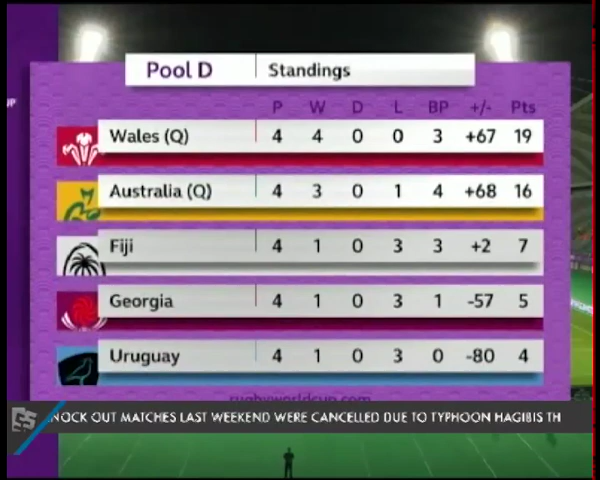 Pool D Standings
P W D L BP +/- Pts
Wales (Q) 4 4 0 0 3 +67 19
Australia (Q) 4 3 0 1 4 +68 16
Fiji 4 1 0 3 3 +2 7
Georgia 4 1 0 3 1 -57 5
Uruguay 4 1 0 3 0 -80 4
rugbyworldcup.com
NOCK OUT MATCHES LAST WEEKEND WERE CANCELLED DUE TO TYPHOON HAGIBIS TH